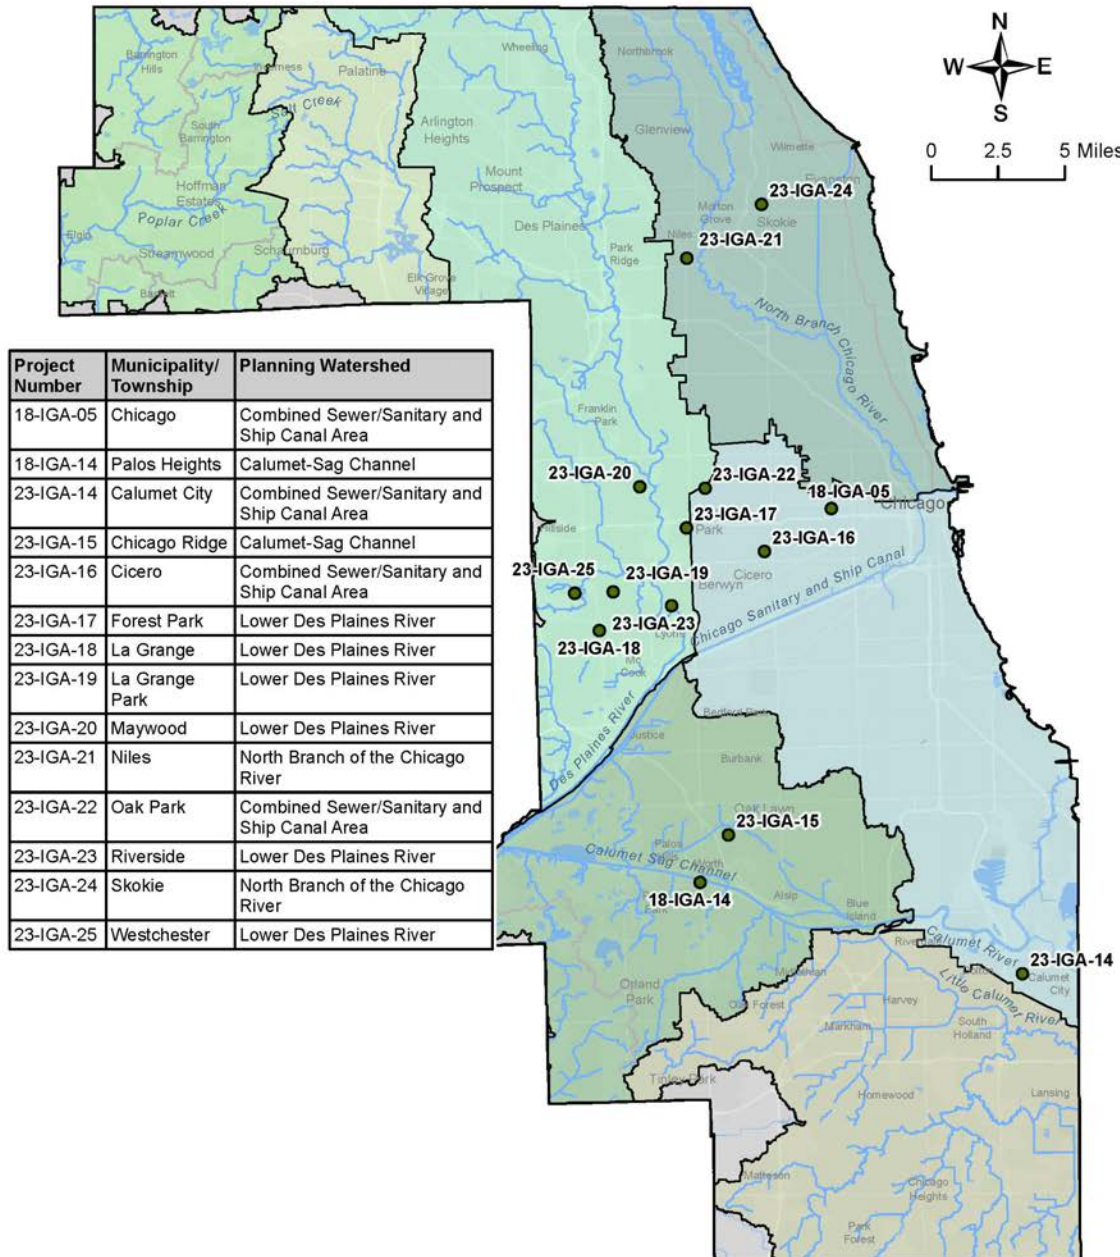 N
W E
S
0 2.5 5 Miles
Barrington
Hills
Palatine
Wheeling
Northbrook
Salt Creek
South
Barrington
Arlington
Heights
Glenview
Wilmette
Evanston
Hoffman
Estates
Mount
Prospect
Poplar Creek
Des Plaines
Morton
Grove
23-IGA-24
Skokie
Niles
23-IGA-21
Elgin
Streamwood
Schaumburg
Park
Ridge
Bartlett
Elk Grove
Village
North Branch Chicago River
Project Number
Municipality/ Township
Planning Watershed
18-IGA-05 Chicago Combined Sewer/Sanitary and
Ship Canal Area
18-IGA-14 Palos Heights Calumet-Sag Channel
23-IGA-14 Calumet City Combined Sewer/Sanitary and
Ship Canal Area
23-IGA-15 Chicago Ridge Calumet-Sag Channel
23-IGA-16 Cicero Combined Sewer/Sanitary and
Ship Canal Area
23-IGA-17 Forest Park Lower Des Plaines River
23-IGA-18 La Grange Lower Des Plaines River
23-IGA-19 La Grange Lower Des Plaines River
Park
23-IGA-20 Maywood Lower Des Plaines River
23-IGA-21 Niles North Branch of the Chicago
River
23-IGA-22 Oak Park Combined Sewer/Sanitary and
Ship Canal Area
23-IGA-23 Riverside Lower Des Plaines River
23-IGA-24 Skokie North Branch of the Chicago
River
23-IGA-25 Westchester Lower Des Plaines River
Franklin
Park
23-IGA-20
23-IGA-22
18-IGA-05
Chicago
23-IGA-17
Park
23-IGA-16
Cicero
Berwyn
23-IGA-25
23-IGA-19
23-IGA-23
Lyons
23-IGA-18
Mc
Cook
Chicago Sanitary and Ship Canal
Des Plaines River
Bedford Park
Justice
Burbank
Oak Lawn
23-IGA-15
Palos
Worth
Calumet Sag Channel
18-IGA-14
Alsip
Blue
Island
Orland
Park
Oak Forest
Calumet River
23-IGA-14
Calumet
City
Little Calumet River
Harvey
Markham
South
Holland
Tinley Park
Homewood
Lansing
Matteson
Chicago
Heights
Park
Forest